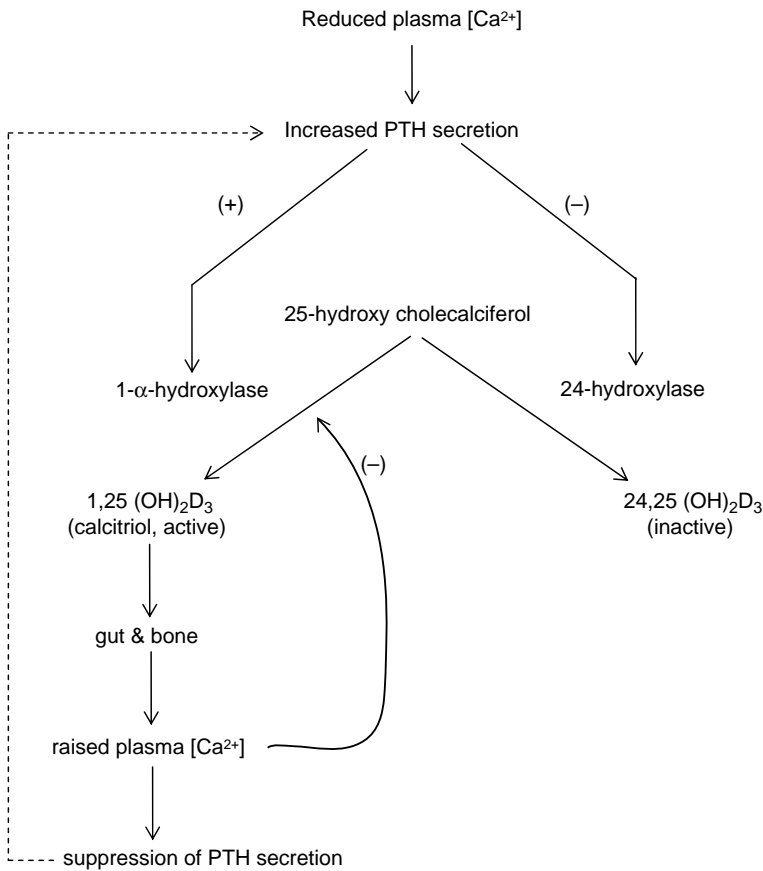 Reduced plasma [Ca²⁺]
Increased PTH secretion
(+)
(–)
25-hydroxy cholecalciferol
1-α-hydroxylase
24-hydroxylase
(–)
1,25 (OH)₂D₃
(calcitriol, active)
24,25 (OH)₂D₃
(inactive)
gut & bone
raised plasma [Ca²⁺]
suppression of PTH secretion